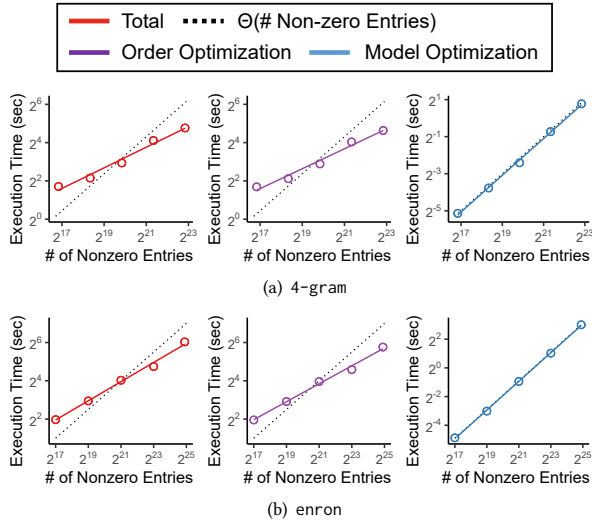 Total Θ(# Non-zero Entries)
Order Optimization Model Optimization
Execution Time (sec)
2^6
2^4
2^2
2^0
2^17 2^19 2^21 2^23
# of Nonzero Entries
Execution Time (sec)
2^6
2^4
2^2
2^0
2^17 2^19 2^21 2^23
# of Nonzero Entries
Execution Time (sec)
2^1
2^-1
2^-2
2^-5
2^17 2^19 2^21 2^23
# of Nonzero Entries
(a) 4-gram
Execution Time (sec)
2^6
2^4
2^2
2^17 2^19 2^21 2^23 2^25
# of Nonzero Entries
Execution Time (sec)
2^6
2^4
2^2
2^17 2^19 2^21 2^23 2^25
# of Nonzero Entries
Execution Time (sec)
2^2
2^0
2^-2
2^-4
2^17 2^19 2^21 2^23 2^25
# of Nonzero Entries
(b) enron